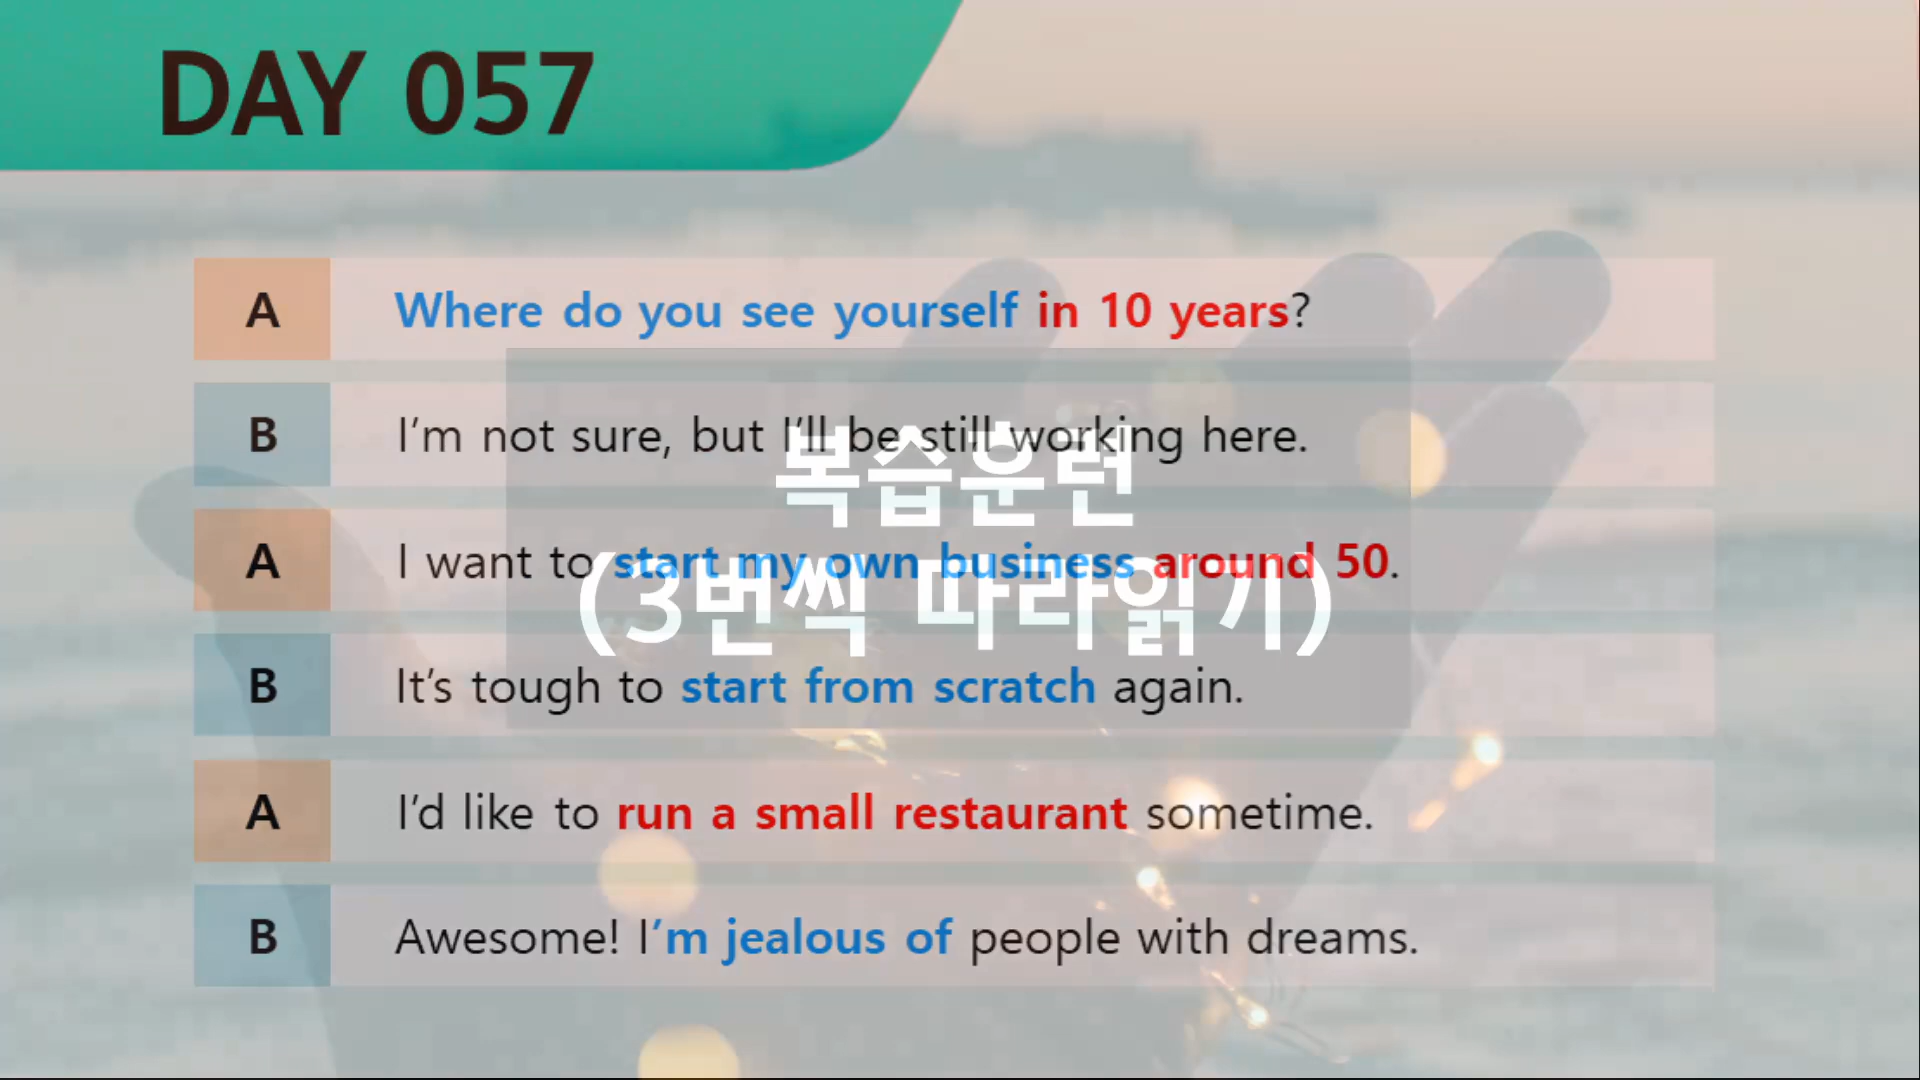 DAY 057
A Where do you see yourself in 10 years?
B I'm not sure, but I'll be still working here.
A I want to start my own business around 50.
B It's tough to start from scratch again.
A I'd like to run a small restaurant sometime.
B Awesome! I'm jealous of people with dreams.
복습훈련
(3번씩 따라읽기)